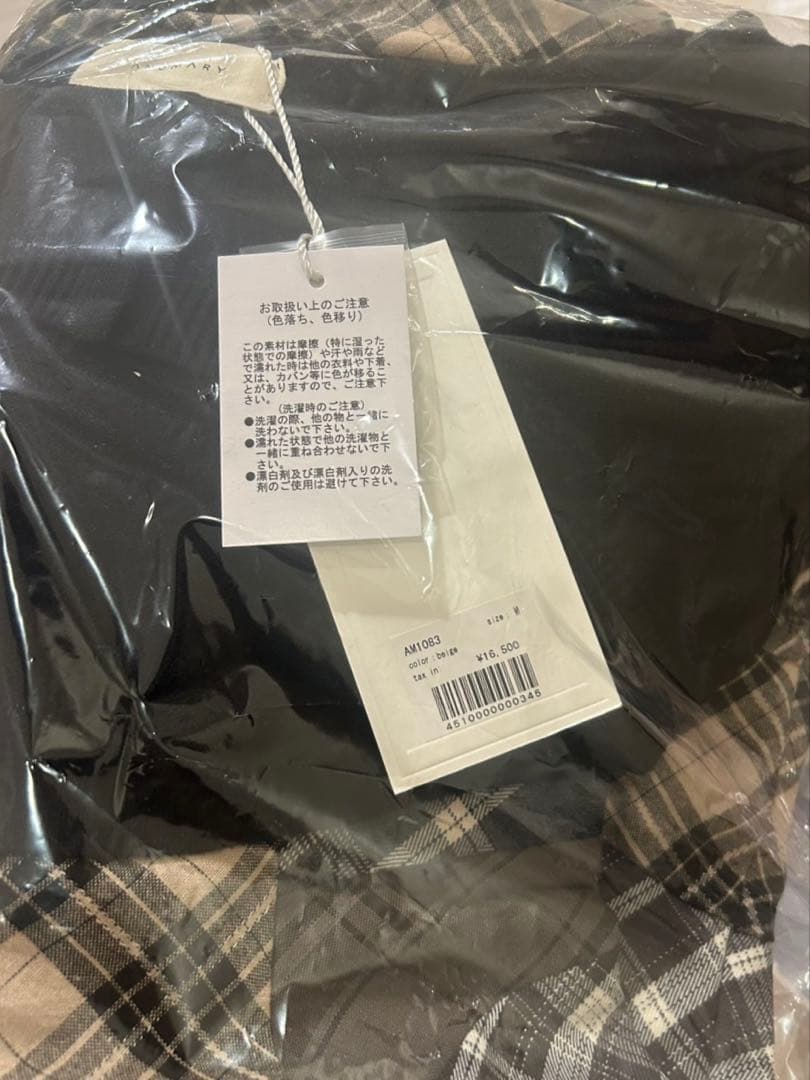 お取扱い上のご注意
(色落ち、色移り)
この素材は摩擦（特に湿った
状態での摩擦）や汗や雨など
で濡れた時は他の衣料や下着、
又は、カバン等に色が移るこ
とがありますので、ご注意下
さい。
(洗濯時のご注意)
●洗濯の際、他の物と一緒に
洗わないで下さい。
●濡れた状態で他の洗濯物と
一緒に重ね合わせないで下
さい。
●漂白剤及び漂白剤入りの洗
剤のご使用は避けて下さい。
AM1083 size: M
color:beige
tax in ¥16,500
4510000000345